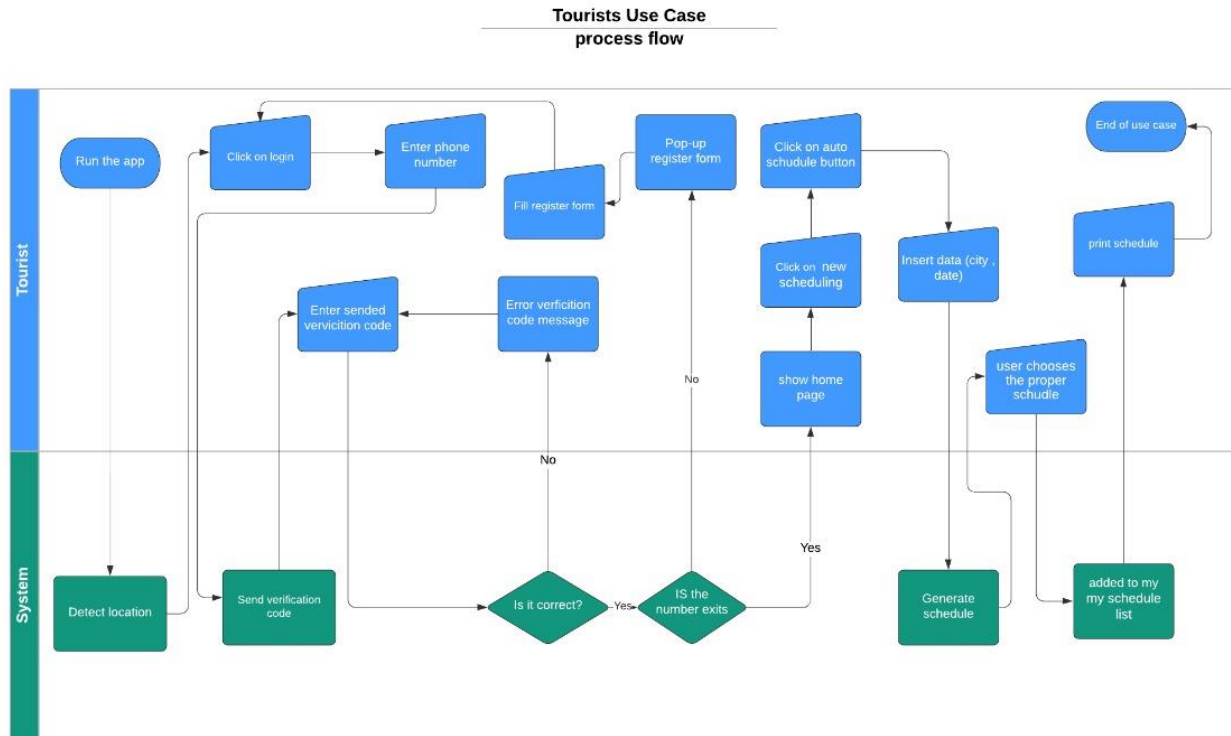 Tourists Use Case
process flow
Tourist
Run the app
Click on login
Enter phone
number
Fill register form
Pop-up
register form
Click on auto
schudule button
End of use case
Insert data (city ,
date)
print schedule
Click on new
scheduling
Enter sended
vervicition code
Error verficition
code message
show home
page
user chooses
the proper
schudle
No
No
Yes
System
Detect location
Send verification
code
Is it correct?
Yes
IS the
number exits
Generate
schedule
added to my
my schedule
list